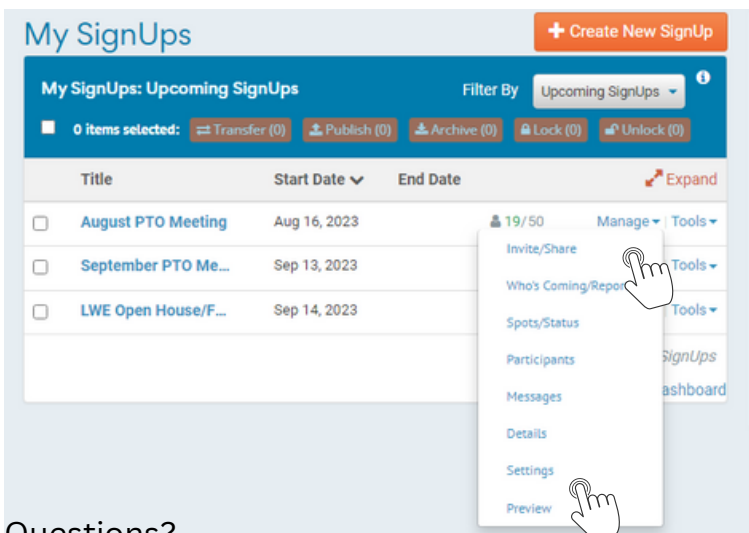 My SignUps
Create New SignUp
My SignUps: Upcoming SignUps
Filter By
Upcoming SignUps
0 items selected:
Transfer (0)
Publish (0)
Archive (0)
Lock (0)
Unlock (0)
Title Start Date End Date Expand
August PTO Meeting Aug 16, 2023 19/50 Manage Tools
September PTO Me... Sep 13, 2023 Tools
LWE Open House/F... Sep 14, 2023 Tools
SignUps
Invite/Share
Who's Coming/Repor
Spots/Status
Participants
Messages
Details
Settings
Preview
Questions?